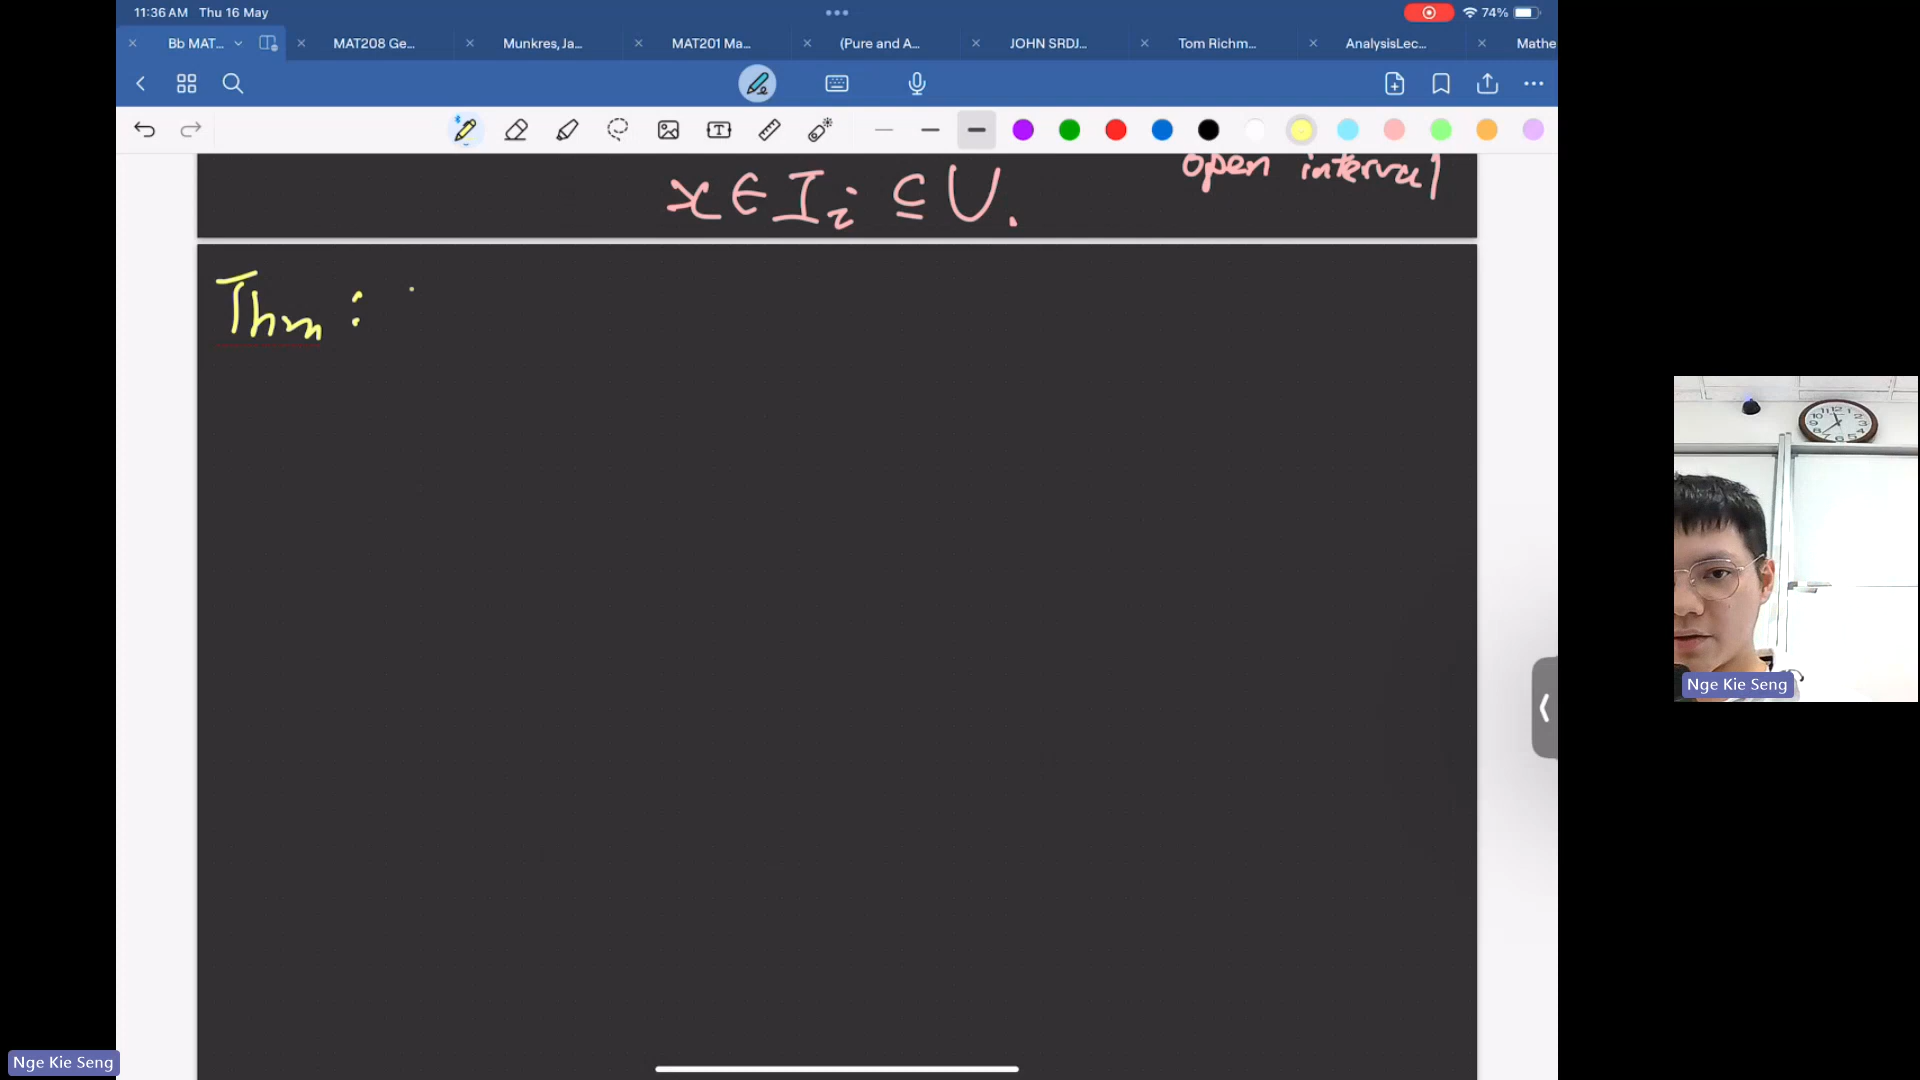 11:36 AM Thu 16 May
74%
Bb MAT...
MAT208 Ge...
Munkres, Ja...
MAT201 Ma...
(Pure and A...
JOHN SRDJ...
Tom Richm...
AnalysisLec...
Mathe
open interval
x ∈ I_i ⊆ U.
Thm :
Nge Kie Seng
Nge Kie Seng